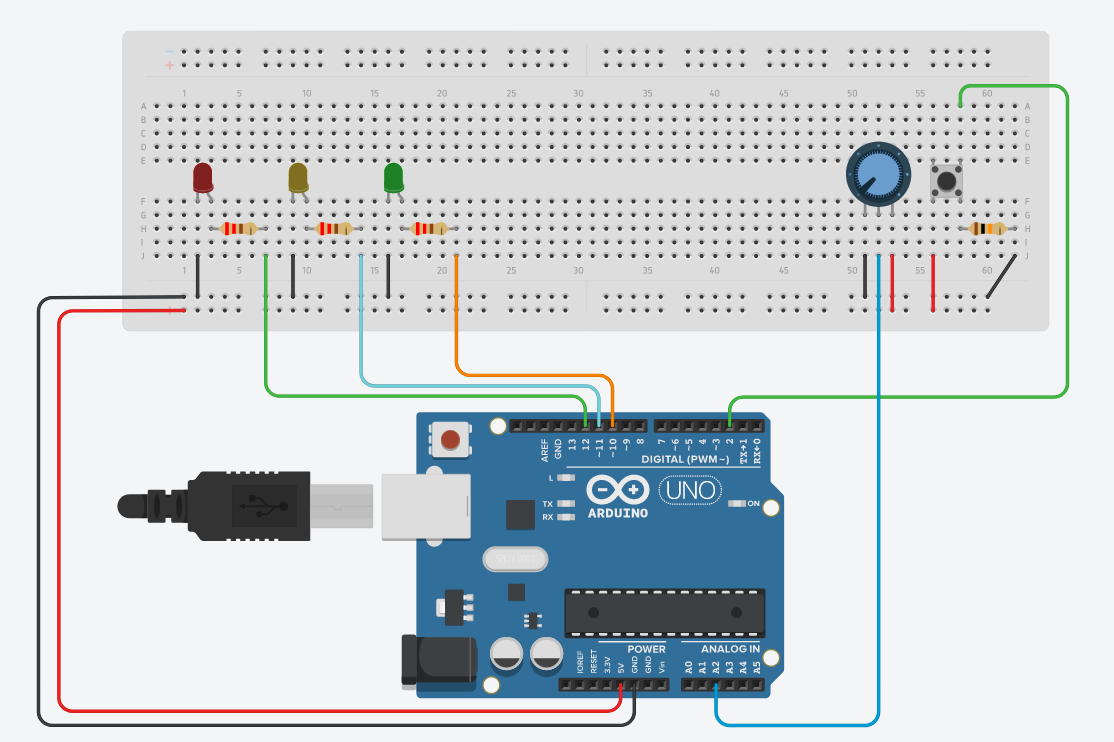 - -
+ +
1 5 10 15 20 25 30 35 40 45 50 55 60
A A
B B
C C
D D
E E
F F
G G
H H
I I
J J
1 5 10 15 20 25 30 35 40 45 50 55 60
AREF GND 13 12 ~11 ~10 ~9 8 7 ~6 ~5 4 ~3 2 TX→1 RX←0
DIGITAL (PWM ~)
L
TX
RX
ARDUINO
UNO
ON
POWER
ANALOG IN
IOREF RESET 3.3V 5V GND GND Vin A0 A1 A2 A3 A4 A5